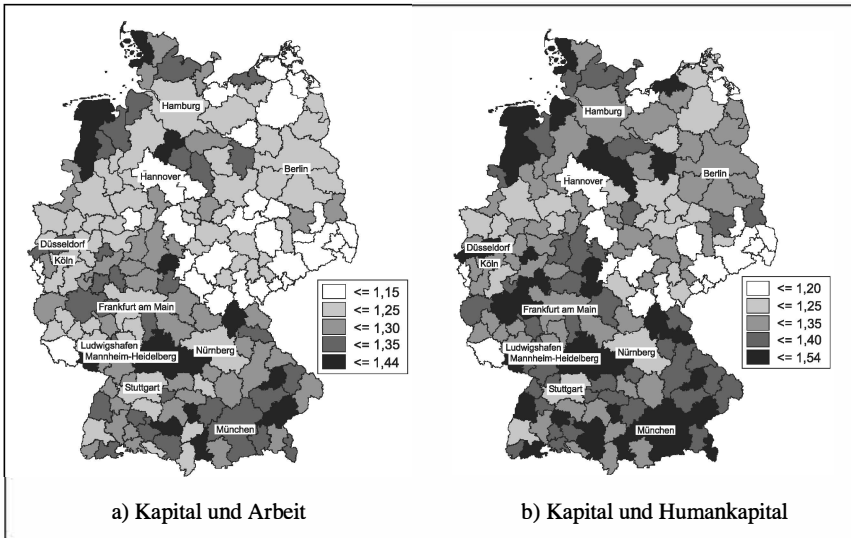 Hamburg
Berlin
Hannover
Düsseldorf
Köln
Frankfurt am Main
Ludwigshafen
Mannheim-Heidelberg
Nürnberg
Stuttgart
München
<= 1,15
<= 1,25
<= 1,30
<= 1,35
<= 1,44
a) Kapital und Arbeit
Hamburg
Berlin
Hannover
Düsseldorf
Köln
Frankfurt am Main
Ludwigshafen
Mannheim-Heidelberg
Nürnberg
Stuttgart
München
<= 1,20
<= 1,25
<= 1,35
<= 1,40
<= 1,54
b) Kapital und Humankapital